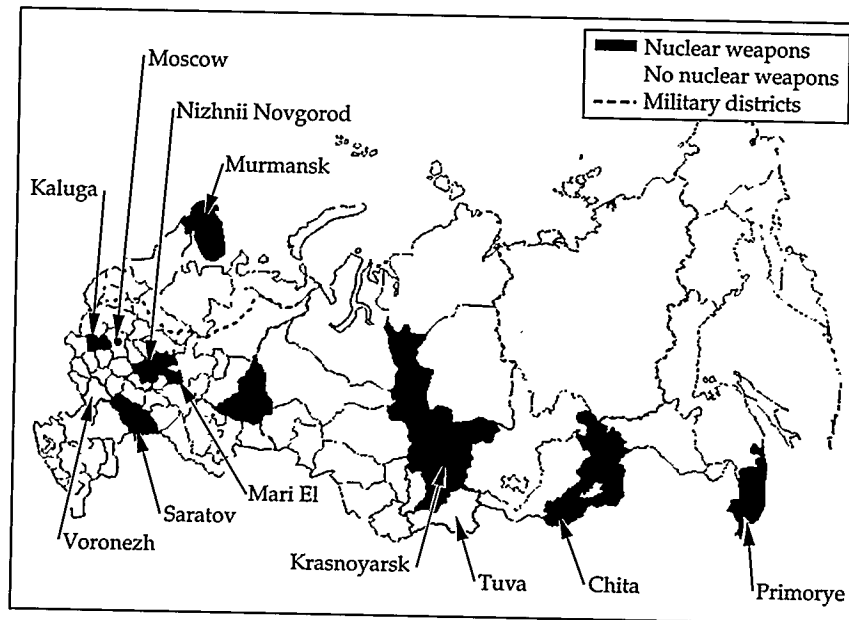 Nuclear weapons
No nuclear weapons
Military districts
Moscow
Nizhnii Novgorod
Murmansk
Kaluga
Mari El
Saratov
Voronezh
Krasnoyarsk
Tuva
Chita
Primorye